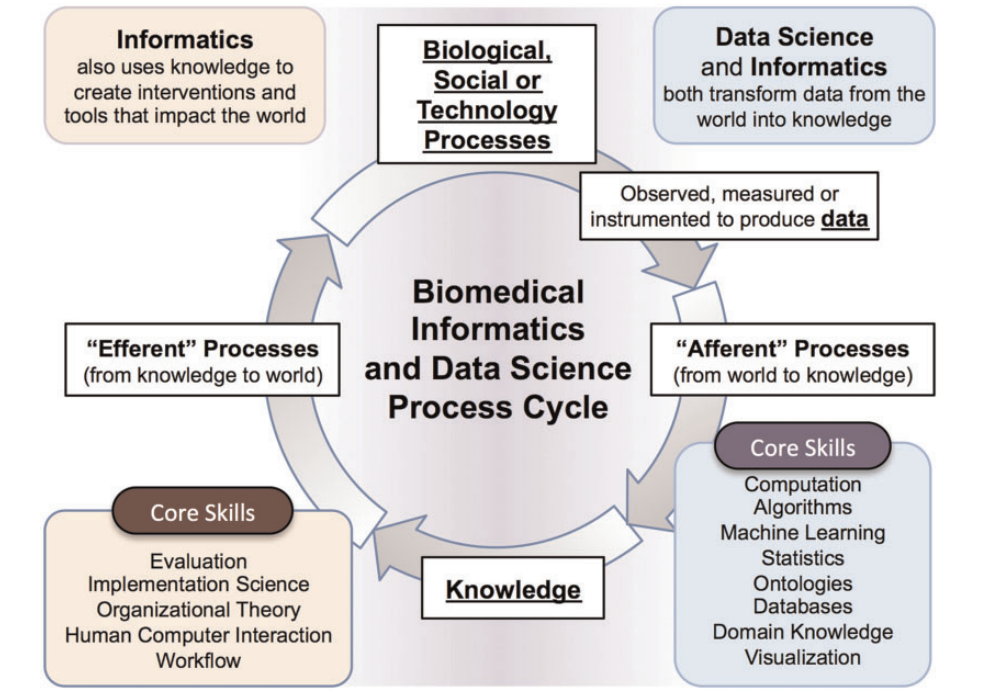 Informatics
also uses knowledge to
create interventions and
tools that impact the world
Biological,
Social or
Technology
Processes
Data Science
and Informatics
both transform data from the
world into knowledge
Observed, measured or
instrumented to produce data
Biomedical
Informatics
and Data Science
Process Cycle
“Efferent” Processes
(from knowledge to world)
“Afferent” Processes
(from world to knowledge)
Core Skills
Evaluation
Implementation Science
Organizational Theory
Human Computer Interaction
Workflow
Knowledge
Core Skills
Computation
Algorithms
Machine Learning
Statistics
Ontologies
Databases
Domain Knowledge
Visualization